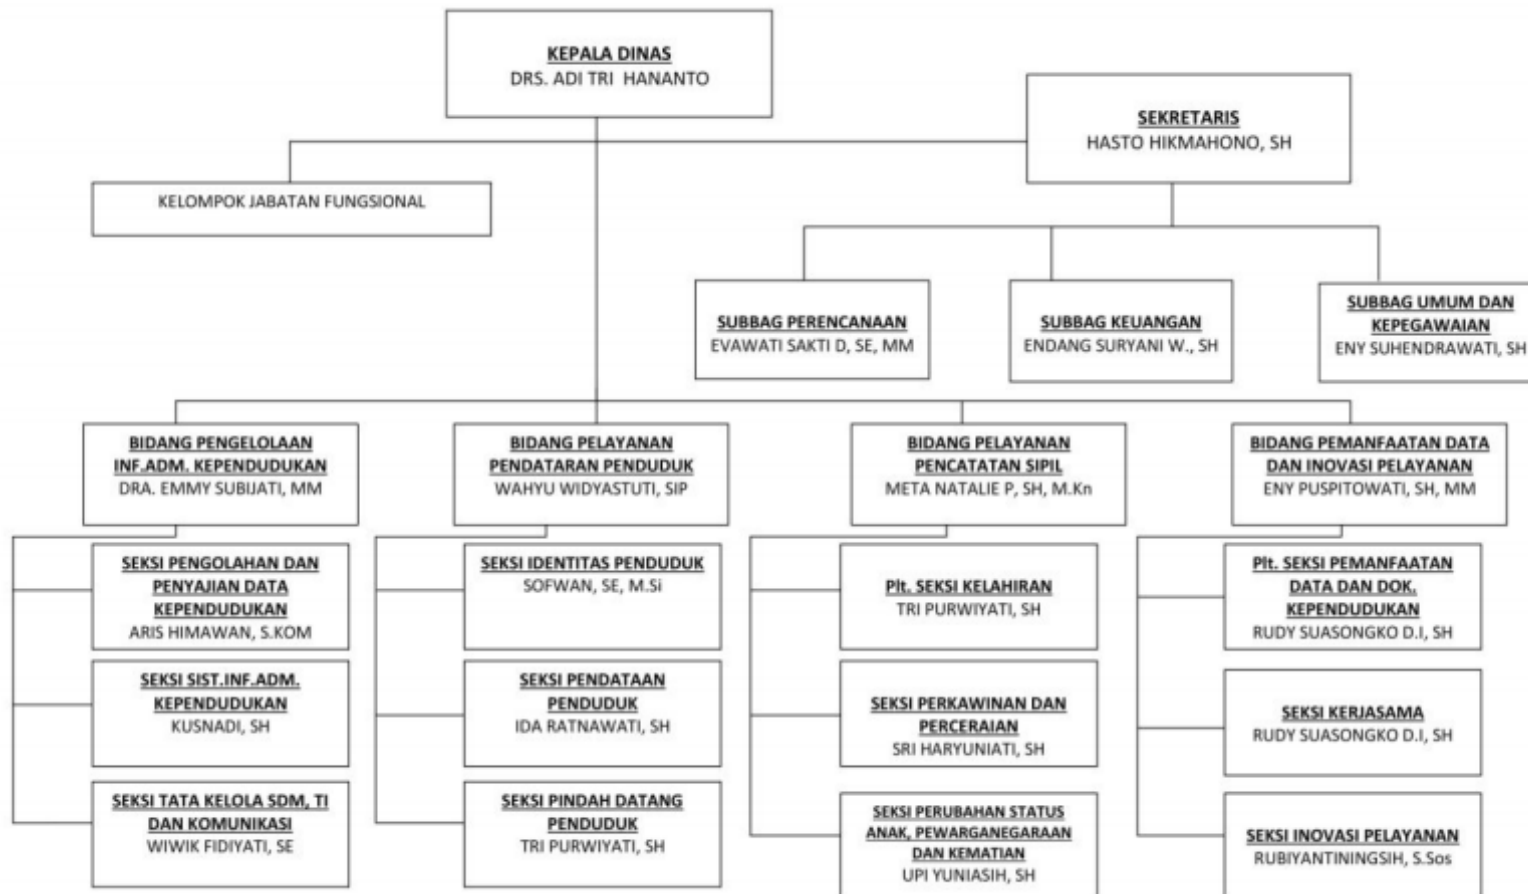 KEPALA DINAS
DRS. ADI TRI HANANTO
SEKRETARIS
HASTO HIKMAHONO, SH
KELOMPOK JABATAN FUNGSIONAL
SUBBAG PERENCANAAN
EVAWATI SAKTI D, SE, MM
SUBBAG KEUANGAN
ENDANG SURYANI W., SH
SUBBAG UMUM DAN
KEPEGAWAIAN
ENY SUHENDRAWATI, SH
BIDANG PENGELOLAAN
INF.ADM. KEPENDUDUKAN
DRA. EMMY SUBIJATI, MM
BIDANG PELAYANAN
PENDATARAN PENDUDUK
WAHYU WIDYASTUTI, SIP
BIDANG PELAYANAN
PENCATATAN SIPIL
META NATALIE P, SH, M.Kn
BIDANG PEMANFAATAN DATA
DAN INOVASI PELAYANAN
ENY PUSPITOWATI, SH, MM
SEKSI PENGOLAHAN DAN
PENYAJIAN DATA
KEPENDUDUKAN
ARIS HIMAWAN, S.KOM
SEKSI SIST.INF.ADM.
KEPENDUDUKAN
KUSNADI, SH
SEKSI TATA KELOLA SDM, TI
DAN KOMUNIKASI
WIWIK FIDIYATI, SE
SEKSI IDENTITAS PENDUDUK
SOFWAN, SE, M.Si
SEKSI PENDATAAN
PENDUDUK
IDA RATNAWATI, SH
SEKSI PINDAH DATANG
PENDUDUK
TRI PURWIYATI, SH
Plt. SEKSI KELAHIRAN
TRI PURWIYATI, SH
SEKSI PERKAWINAN DAN
PERCERAIAN
SRI HARYUNIATI, SH
SEKSI PERUBAHAN STATUS
ANAK, PEWARGANEGARAAN
DAN KEMATIAN
UPI YUNIASIH, SH
Plt. SEKSI PEMANFAATAN
DATA DAN DOK.
KEPENDUDUKAN
RUDY SUASONGKO D.I, SH
SEKSI KERJASAMA
RUDY SUASONGKO D.I, SH
SEKSI INOVASI PELAYANAN
RUBIYANTININGSIH, S.Sos